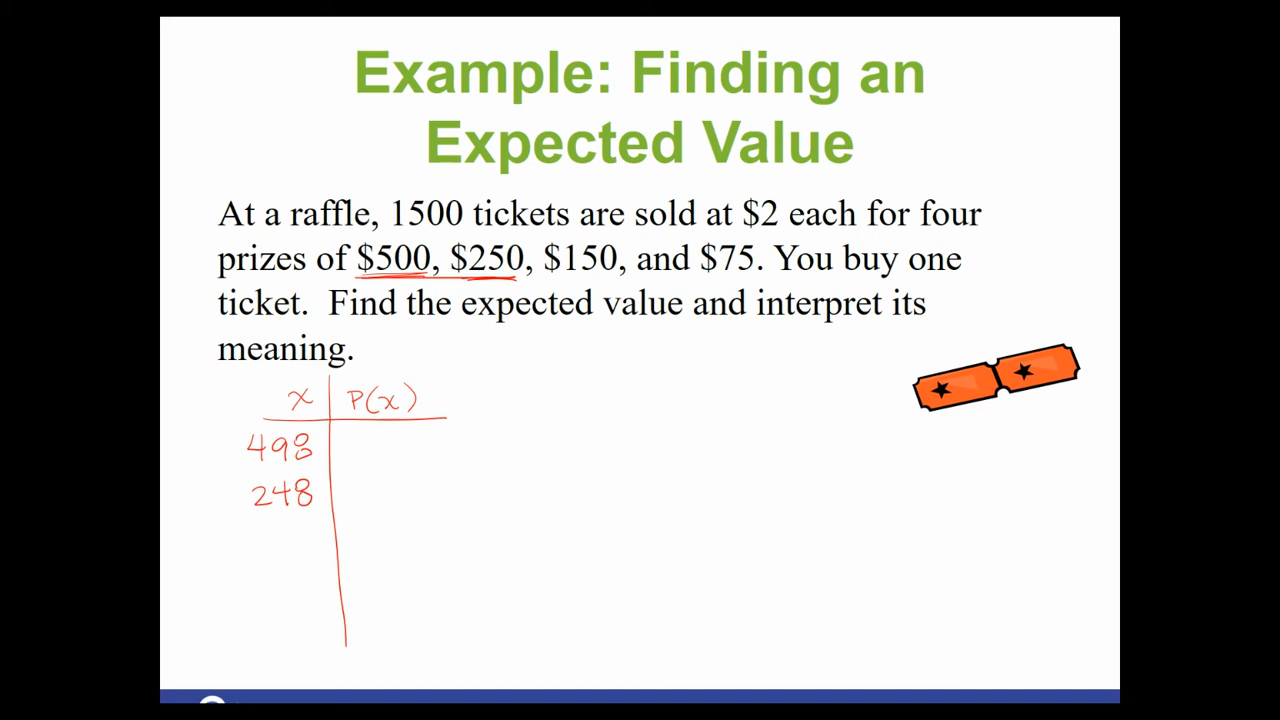 Example: Finding an
Expected Value
At a raffle, 1500 tickets are sold at $2 each for four
prizes of $500, $250, $150, and $75. You buy one
ticket. Find the expected value and interpret its
meaning.
x P(x)
498
248